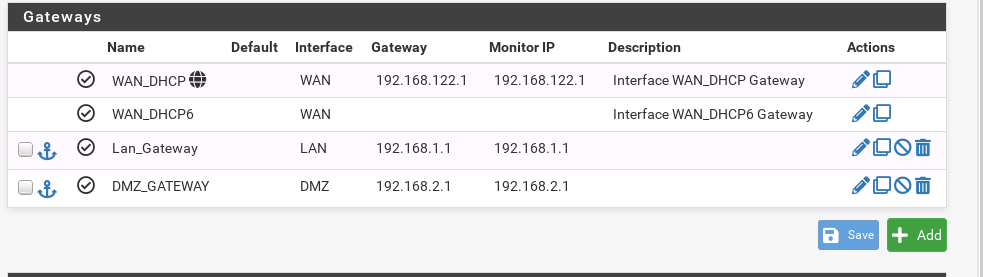 Gateways
Name Default Interface Gateway Monitor IP Description Actions
WAN_DHCP WAN 192.168.122.1 192.168.122.1 Interface WAN_DHCP Gateway
WAN_DHCP6 WAN Interface WAN_DHCP6 Gateway
Lan_Gateway LAN 192.168.1.1 192.168.1.1
DMZ_GATEWAY DMZ 192.168.2.1 192.168.2.1
Save Add